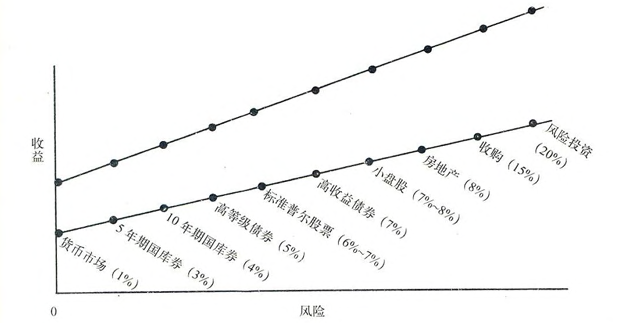 收益
货币市场（1%）
5 年期国库券（3%）
10 年期国库券（4%）
高等级债券（5%）
标准普尔股票（6%~7%）
高收益债券（7%）
小盘股（7%~8%）
房地产（8%）
收购（15%）
风险投资
（20%）
0
风险